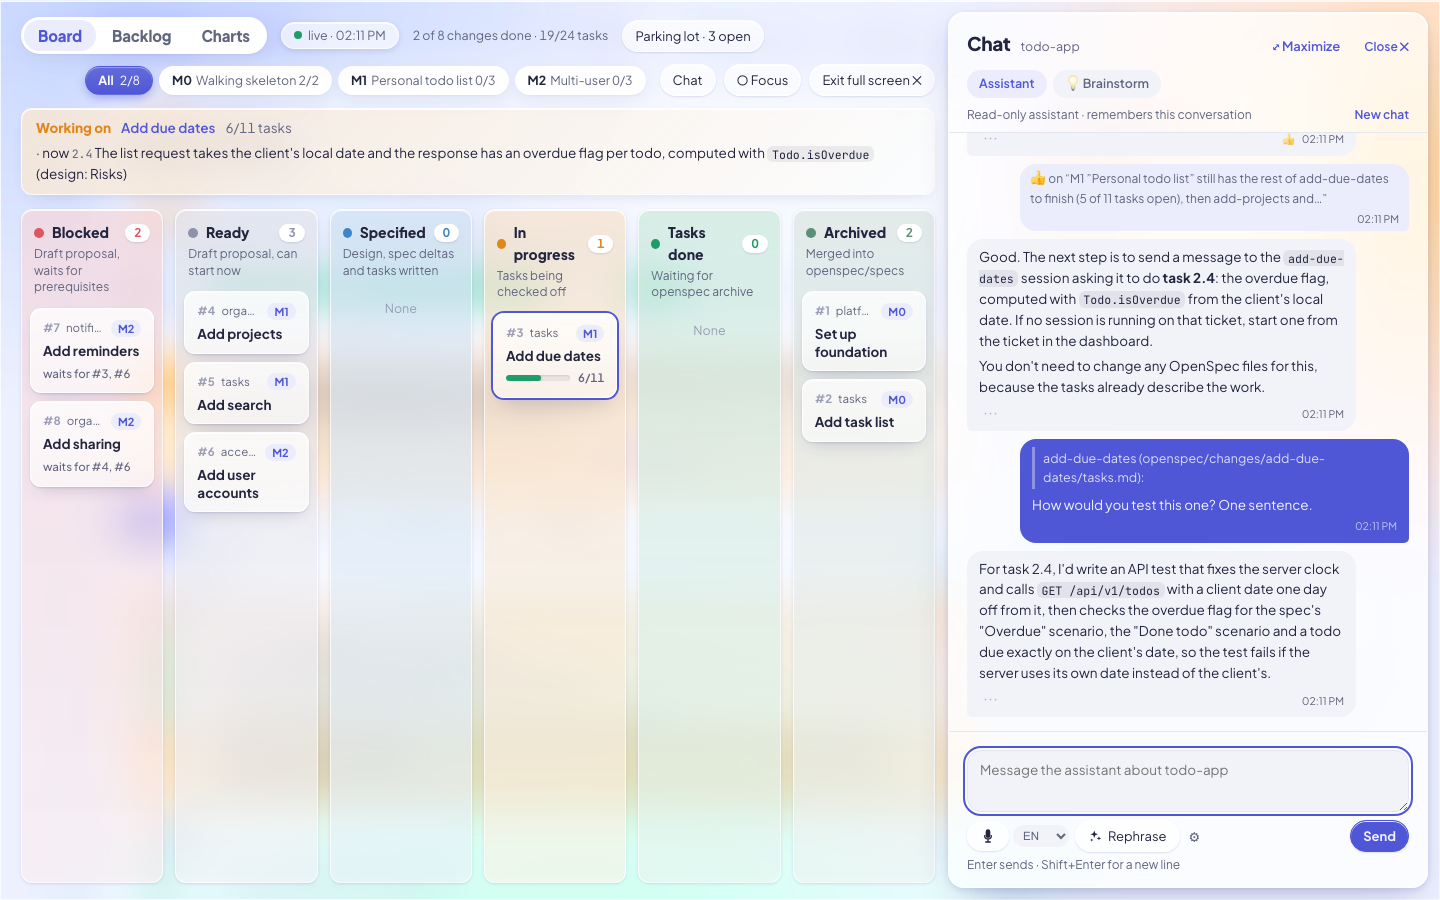 Board Backlog Charts live · 02:11 PM 2 of 8 changes done · 19/24 tasks Parking lot · 3 open
All 2/8 M0 Walking skeleton 2/2 M1 Personal todo list 0/3 M2 Multi-user 0/3 Chat Focus Exit full screen
Working on Add due dates 6/11 tasks
· now 2.4 The list request takes the client's local date and the response has an overdue flag per todo, computed with Todo.isOverdue
(design: Risks)
Blocked 2
Draft proposal,
waits for
prerequisites
#7 notifi... M2
Add reminders
waits for #3, #6
#8 orga... M2
Add sharing
waits for #4, #6
Ready 3
Draft proposal, can
start now
#4 orga... M1
Add projects
#5 tasks M1
Add search
#6 acce... M2
Add user
accounts
Specified 0
Design, spec deltas
and tasks written
None
In
progress 1
Tasks being
checked off
#3 tasks M1
Add due dates
6/11
Tasks
done 0
Waiting for
openspec archive
None
Archived 2
Merged into
openspec/specs
#1 platf... M0
Set up
foundation
#2 tasks M0
Add task list
Chat todo-app Maximize Close
Assistant 💡 Brainstorm
Read-only assistant · remembers this conversation New chat
... 👍 02:11 PM
👍 on "M1 "Personal todo list" still has the rest of add-due-dates
to finish (5 of 11 tasks open), then add-projects and..."
02:11 PM
Good. The next step is to send a message to the add-due-
dates session asking it to do task 2.4: the overdue flag,
computed with Todo.isOverdue from the client's local
date. If no session is running on that ticket, start one from
the ticket in the dashboard.
You don't need to change any OpenSpec files for this,
because the tasks already describe the work.
... 02:11 PM
add-due-dates (openspec/changes/add-due-
dates/tasks.md):
How would you test this one? One sentence.
02:11 PM
For task 2.4, I'd write an API test that fixes the server clock
and calls GET /api/v1/todos with a client date one day
off from it, then checks the overdue flag for the spec's
"Overdue" scenario, the "Done todo" scenario and a todo
due exactly on the client's date, so the test fails if the
server uses its own date instead of the client's.
... 02:11 PM
Message the assistant about todo-app
EN Rephrase Send
Enter sends · Shift+Enter for a new line